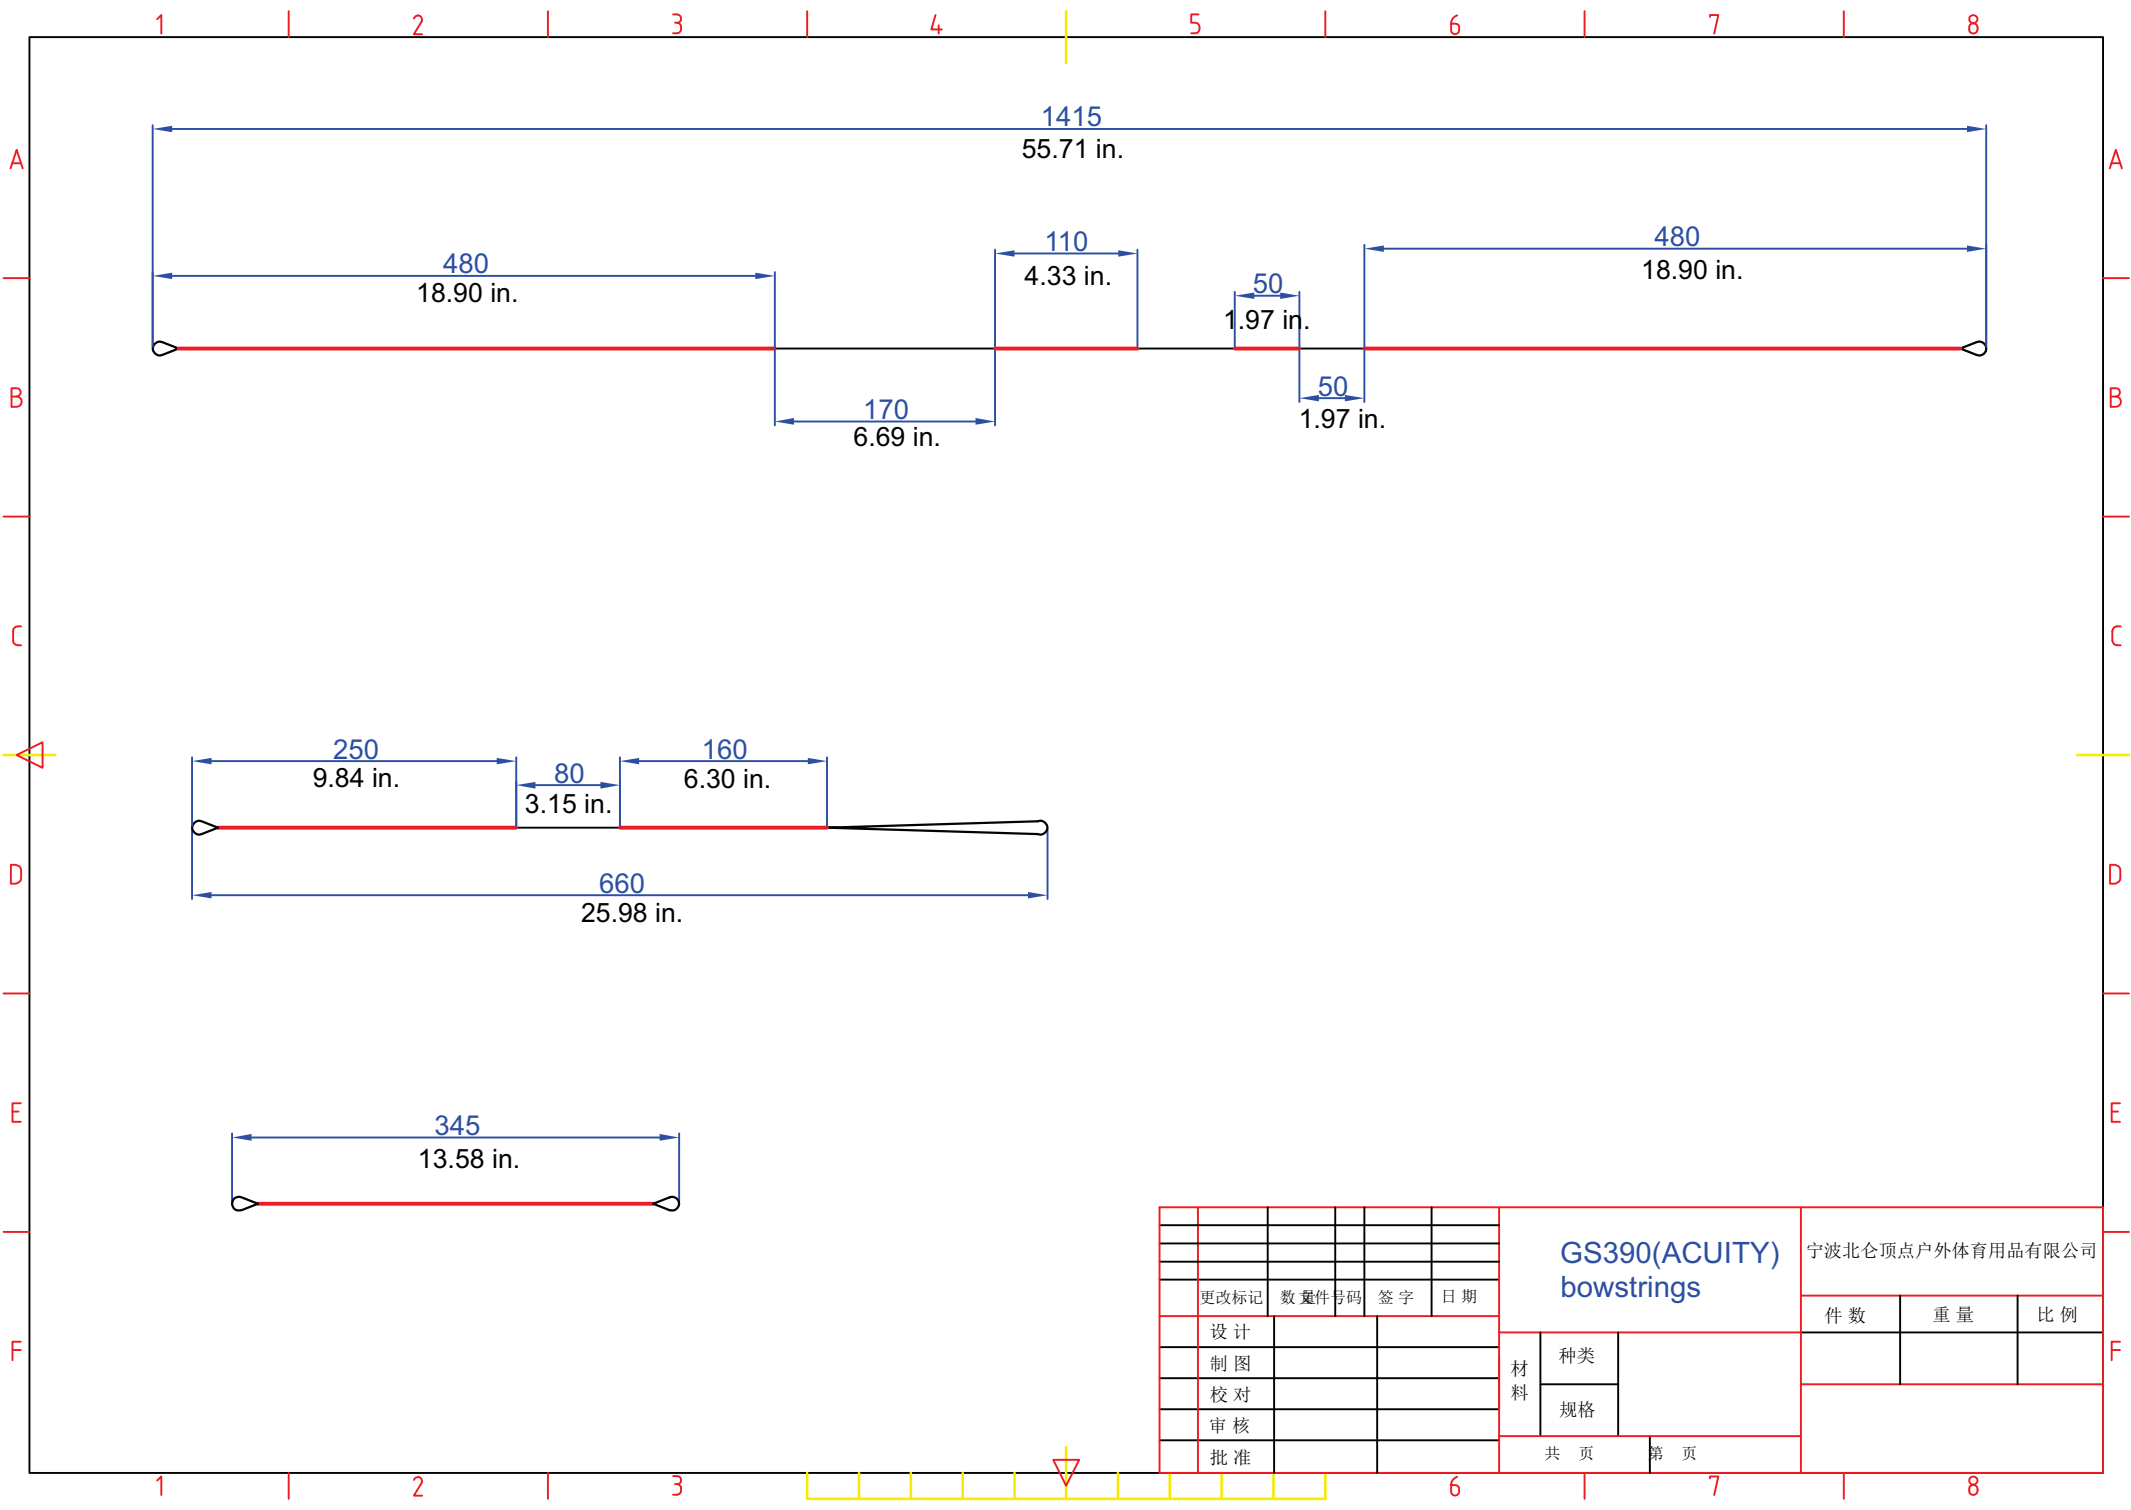 1 2 3 4 5 6 7 8
1415
55.71 in.
A A
480
18.90 in.
110
4.33 in.
50
1.97 in.
480
18.90 in.
B B
170
6.69 in.
50
1.97 in.
C C
250
9.84 in.
80
3.15 in.
160
6.30 in.
D D
660
25.98 in.
E E
345
13.58 in.
GS390(ACUITY)
bowstrings
宁波北仑顶点户外体育用品有限公司
更改标记 数量 文件号码 签字 日期
件数 重量 比例
设计
制图
校对
审核
批准
材料
种类
规格
共 页 第 页
F F
1 2 3 6 7 8